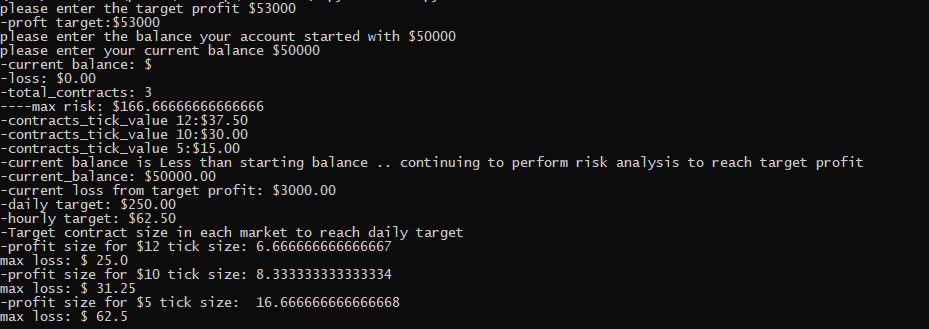 please enter the target profit $53000
-proft target:$53000
please enter the balance your account started with $50000
please enter your current balance $50000
-current balance: $
-loss: $0.00
-total_contracts: 3
----max risk: $166.66666666666666
-contracts_tick_value 12:$37.50
-contracts_tick_value 10:$30.00
-contracts_tick_value 5:$15.00
-current balance is Less than starting balance .. continuing to perform risk analysis to reach target profit
-current_balance: $50000.00
-current loss from target profit: $3000.00
-daily target: $250.00
-hourly target: $62.50
-Target contract size in each market to reach daily target
-profit size for $12 tick size: 6.666666666666667
max loss: $ 25.0
-profit size for $10 tick size: 8.333333333333334
max loss: $ 31.25
-profit size for $5 tick size:  16.666666666666668
max loss: $ 62.5